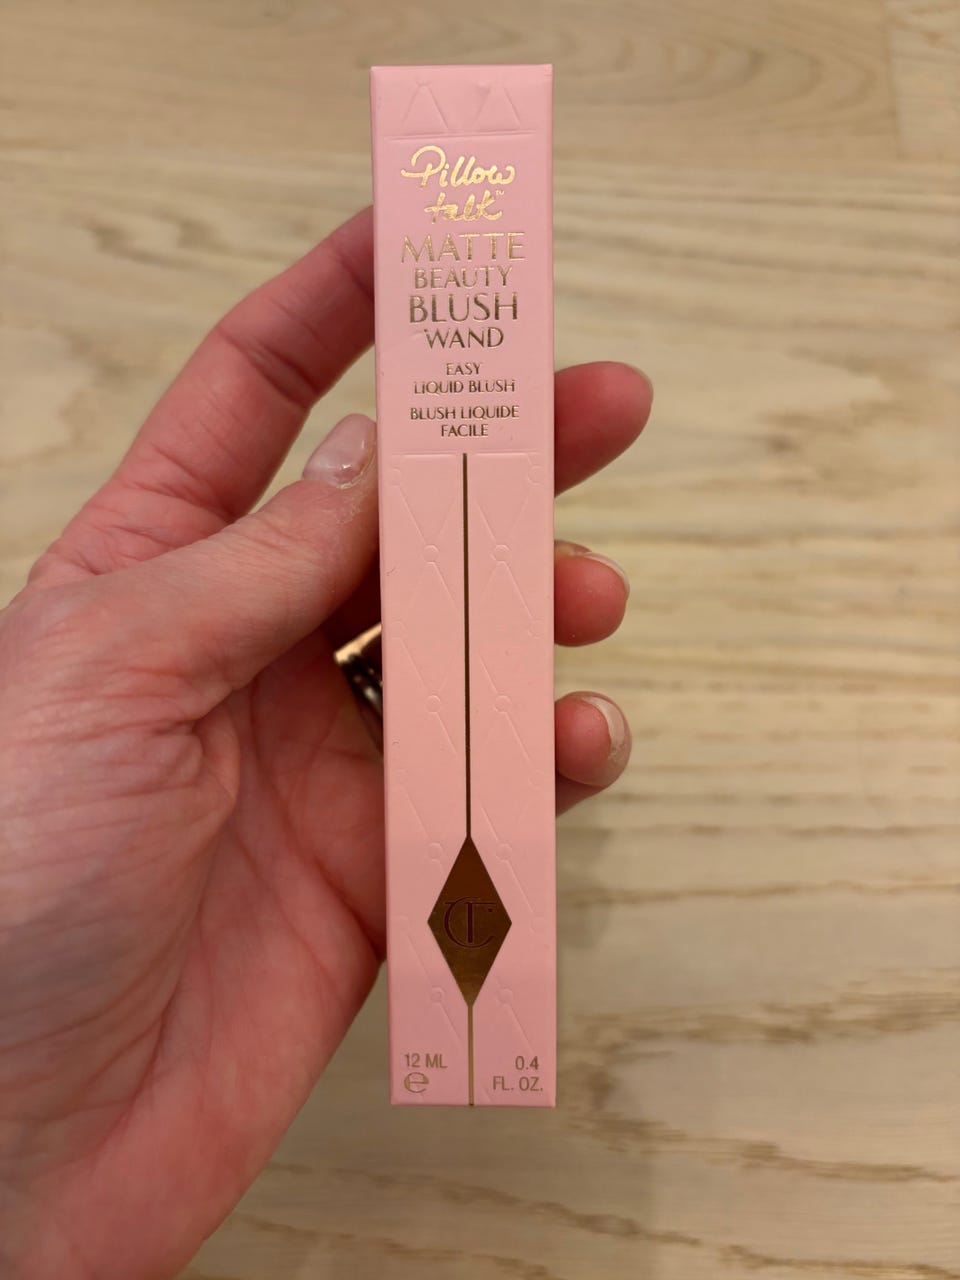 Pillow
talk™
MATTE
BEAUTY
BLUSH
WAND
EASY
LIQUID BLUSH
BLUSH LIQUIDE
FACILE
CT
12 ML 0.4
℮ FL. OZ.